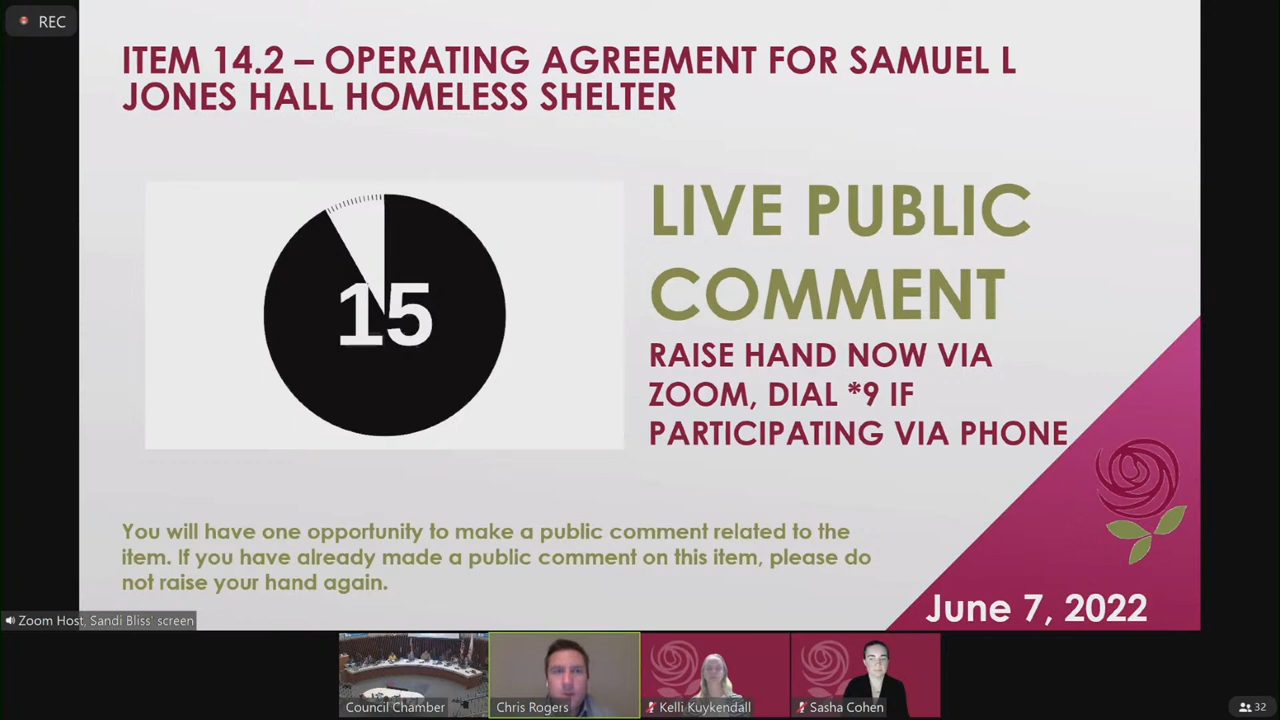 REC
ITEM 14.2 – OPERATING AGREEMENT FOR SAMUEL L
JONES HALL HOMELESS SHELTER
15
LIVE PUBLIC
COMMENT
RAISE HAND NOW VIA
ZOOM, DIAL *9 IF
PARTICIPATING VIA PHONE
You will have one opportunity to make a public comment related to the
item. If you have already made a public comment on this item, please do
not raise your hand again.
June 7, 2022
Zoom Host, Sandi Bliss' screen
Council Chamber
Chris Rogers
Kelli Kuykendall
Sasha Cohen
32